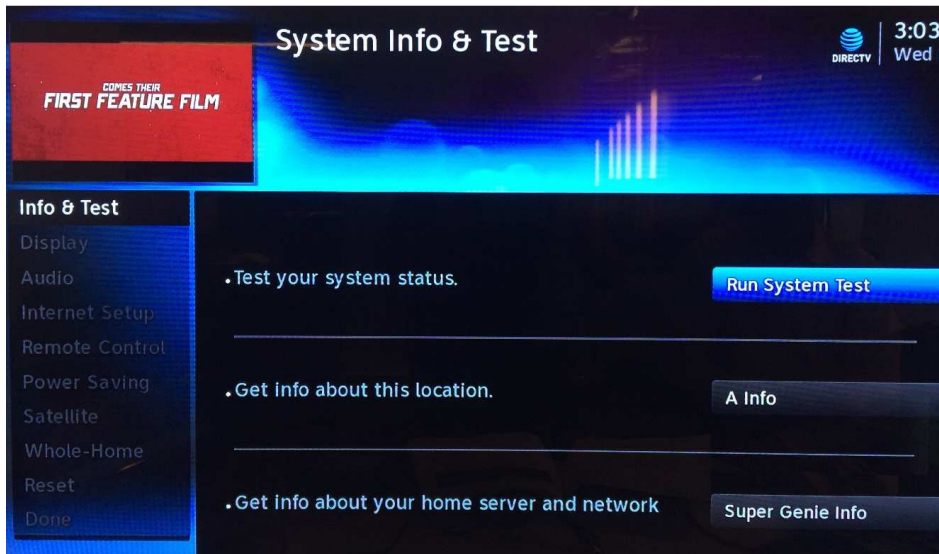 System Info & Test
DIRECTV
3:03
Wed
COMES THEIR
FIRST FEATURE FILM
Info & Test
Display
Audio
Internet Setup
Remote Control
Power Saving
Satellite
Whole-Home
Reset
Done
.Test your system status.
Run System Test
.Get info about this location.
A Info
.Get info about your home server and network
Super Genie Info